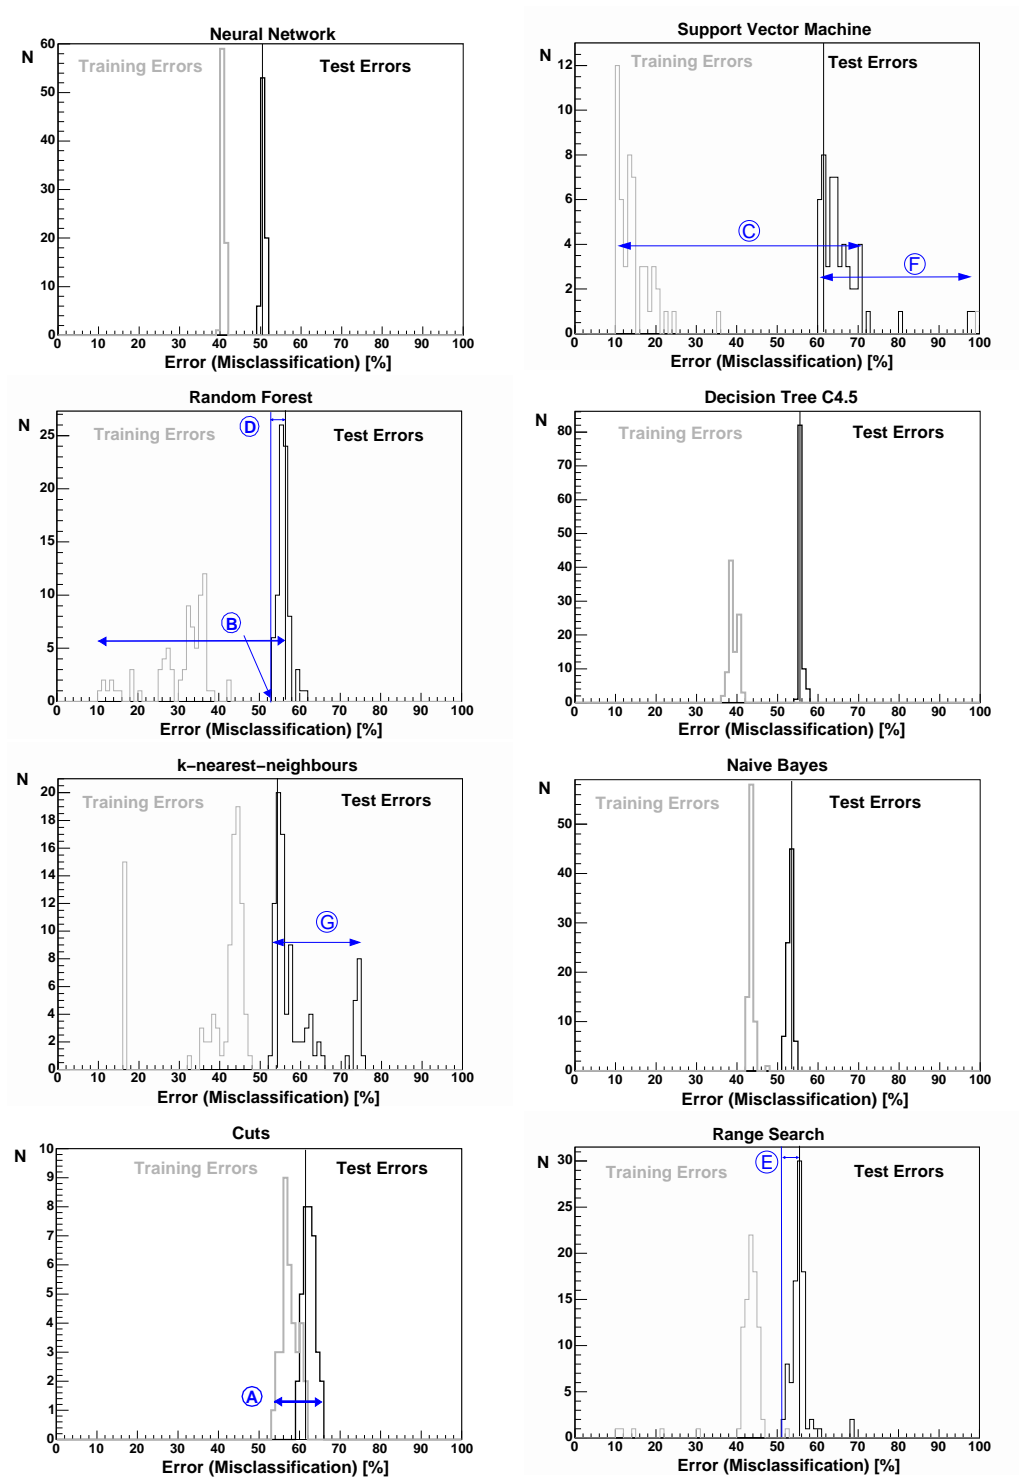 Neural Network
N
Training Errors
Test Errors
60
50
40
30
20
10
0
0 10 20 30 40 50 60 70 80 90 100
Error (Misclassification) [%]
Support Vector Machine
N
Training Errors
Test Errors
12
10
8
6
4
2
0
C
F
0 10 20 30 40 50 60 70 80 90 100
Error (Misclassification) [%]
Random Forest
N
Training Errors
D
Test Errors
25
20
15
10
5
0
B
0 10 20 30 40 50 60 70 80 90 100
Error (Misclassification) [%]
Decision Tree C4.5
N
Training Errors
Test Errors
80
70
60
50
40
30
20
10
0
0 10 20 30 40 50 60 70 80 90 100
Error (Misclassification) [%]
k−nearest−neighbours
N
Training Errors
Test Errors
20
18
16
14
12
10
8
6
4
2
0
G
0 10 20 30 40 50 60 70 80 90 100
Error (Misclassification) [%]
Naive Bayes
N
Training Errors
Test Errors
50
40
30
20
10
0
0 10 20 30 40 50 60 70 80 90 100
Error (Misclassification) [%]
Cuts
N
Training Errors
Test Errors
10
9
8
7
6
5
4
3
2
1
0
A
0 10 20 30 40 50 60 70 80 90 100
Error (Misclassification) [%]
Range Search
N
Training Errors
E
Test Errors
30
25
20
15
10
5
0
0 10 20 30 40 50 60 70 80 90 100
Error (Misclassification) [%]